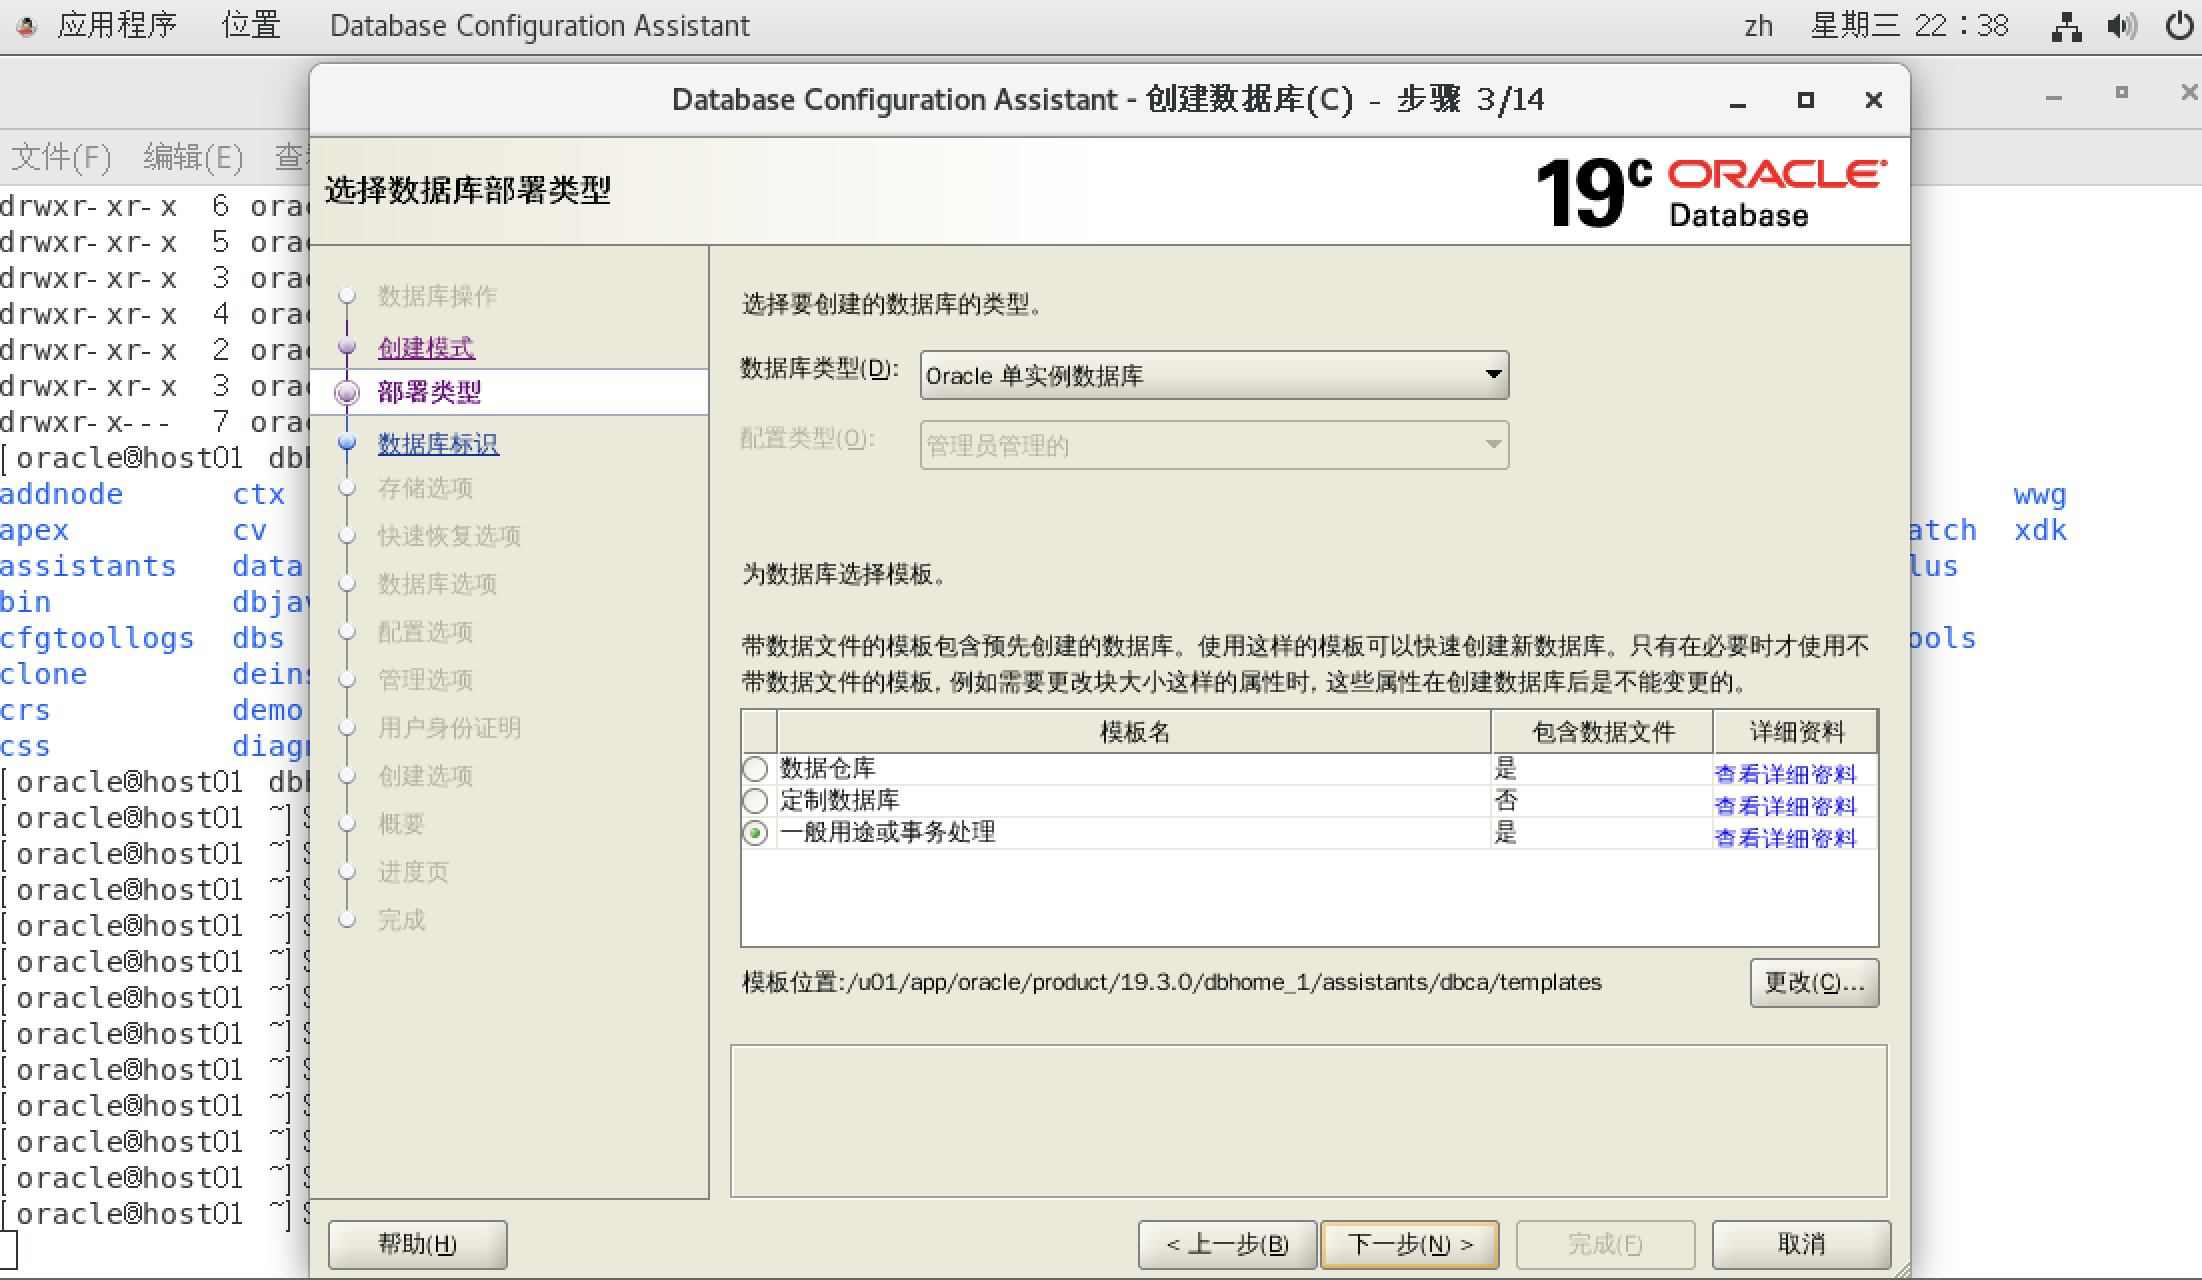 应用程序 位置 Database Configuration Assistant zh 星期三 22：38
Database Configuration Assistant - 创建数据库(C) - 步骤 3/14
文件(F) 编辑(E)
选择数据库部署类型
19c ORACLE
Database
drwxr-xr-x 6
drwxr-xr-x 5
drwxr-xr-x 3
drwxr-xr-x 4
drwxr-xr-x 2
drwxr-xr-x 3
drwxr-x--- 7
[oracle@host01
addnode ctx wwg
apex cv xdk
assistants data
bin
cfgtoollogs dbs
clone
crs demo
css
[oracle@host01
[oracle@host01 ~]
[oracle@host01 ~]
[oracle@host01 ~]
[oracle@host01 ~]
[oracle@host01 ~]
[oracle@host01 ~]
[oracle@host01 ~]
[oracle@host01 ~]
[oracle@host01 ~]
[oracle@host01 ~]
[oracle@host01 ~]
[oracle@host01 ~]
数据库操作
创建模式
部署类型
数据库标识
存储选项
快速恢复选项
数据库选项
配置选项
管理选项
用户身份证明
创建选项
概要
进度页
完成
选择要创建的数据库的类型。
数据库类型(D): Oracle 单实例数据库
配置类型(O): 管理员管理的
为数据库选择模板。
带数据文件的模板包含预先创建的数据库。使用这样的模板可以快速创建新数据库。只有在必要时才使用不
带数据文件的模板, 例如需要更改块大小这样的属性时, 这些属性在创建数据库后是不能变更的。
模板名 包含数据文件 详细资料
数据仓库 是 查看详细资料
定制数据库 否 查看详细资料
一般用途或事务处理 是 查看详细资料
模板位置:/u01/app/oracle/product/19.3.0/dbhome_1/assistants/dbca/templates 更改(C)...
帮助(H) < 上一步(B) 下一步(N) > 完成(F) 取消